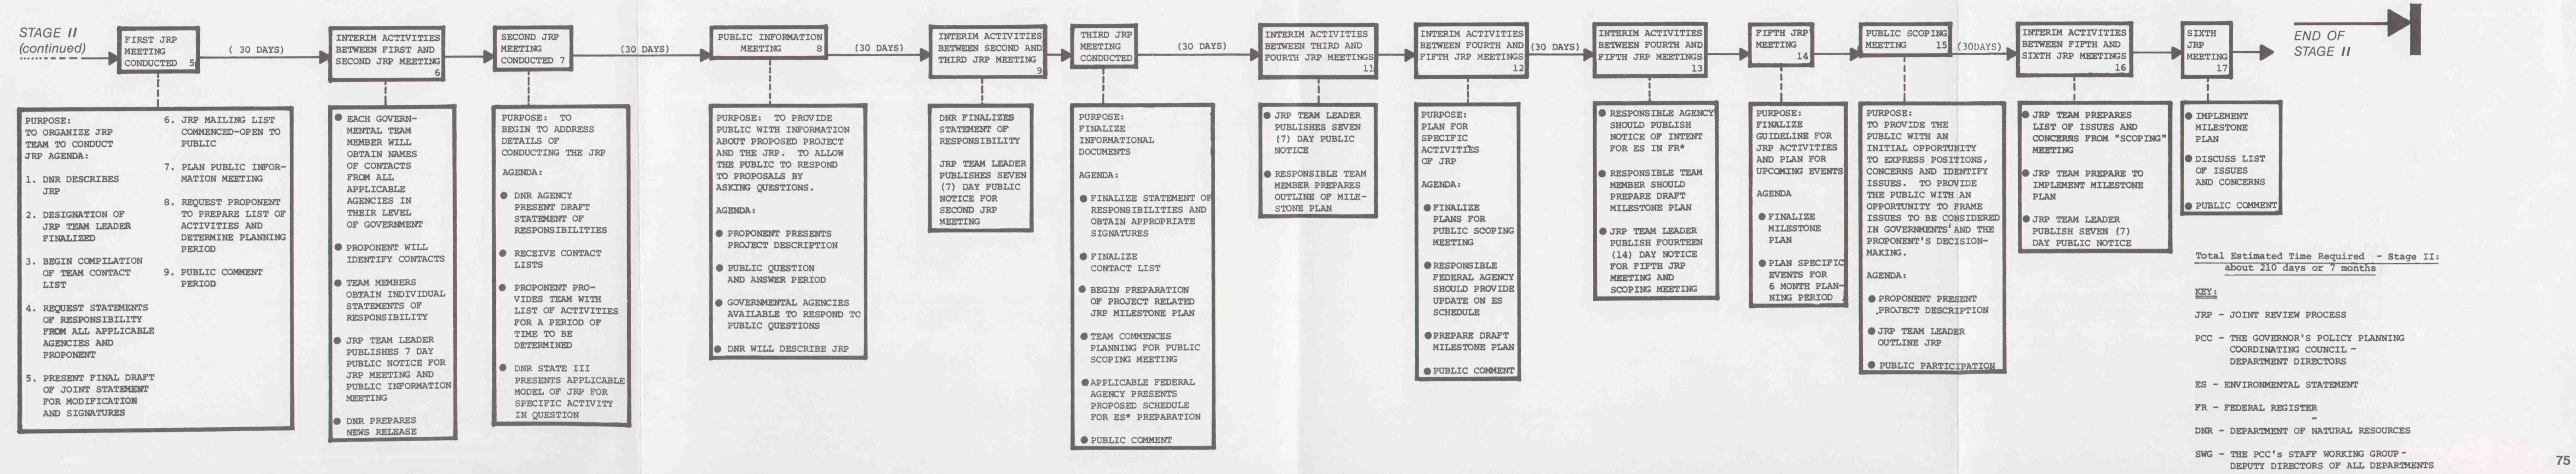 STAGE II
(continued)
FIRST JRP
MEETING
CONDUCTED 5
( 30 DAYS)
INTERIM ACTIVITIES
BETWEEN FIRST AND
SECOND JRP MEETING
6
SECOND JRP
MEETING
CONDUCTED 7
(30 DAYS)
PUBLIC INFORMATION
MEETING 8
(30 DAYS)
INTERIM ACTIVITIES
BETWEEN SECOND AND
THIRD JRP MEETING
9
THIRD JRP
MEETING
CONDUCTED
(30 DAYS)
INTERIM ACTIVITIES
BETWEEN THIRD AND
FOURTH JRP MEETINGS
11
INTERIM ACTIVITIES
BETWEEN FOURTH AND
FIFTH JRP MEETINGS
12
(30 DAYS)
INTERIM ACTIVITIES
BETWEEN FOURTH AND
FIFTH JRP MEETINGS
13
FIFTH JRP
MEETING
14
PUBLIC SCOPING
MEETING 15
(30DAYS)
INTERIM ACTIVITIES
BETWEEN FIFTH AND
SIXTH JRP MEETINGS
16
SIXTH
JRP
MEETING
17
END OF
STAGE II
PURPOSE:
TO ORGANIZE JRP
TEAM TO CONDUCT
JRP AGENDA:
1. DNR DESCRIBES
JRP
2. DESIGNATION OF
JRP TEAM LEADER
FINALIZED
3. BEGIN COMPILATION
OF TEAM CONTACT
LIST
4. REQUEST STATEMENTS
OF RESPONSIBILITY
FROM ALL APPLICABLE
AGENCIES AND
PROPONENT
5. PRESENT FINAL DRAFT
OF JOINT STATEMENT
FOR MODIFICATION
AND SIGNATURES
6. JRP MAILING LIST
COMMENCED-OPEN TO
PUBLIC
7. PLAN PUBLIC INFOR-
MATION MEETING
8. REQUEST PROPONENT
TO PREPARE LIST OF
ACTIVITIES AND
DETERMINE PLANNING
PERIOD
9. PUBLIC COMMENT
PERIOD
● EACH GOVERN-
MENTAL TEAM
MEMBER WILL
OBTAIN NAMES
OF CONTACTS
FROM ALL
APPLICABLE
AGENCIES IN
THEIR LEVEL
OF GOVERNMENT
● PROPONENT WILL
IDENTIFY CONTACTS
● TEAM MEMBERS
OBTAIN INDIVIDUAL
STATEMENTS OF
RESPONSIBILITY
● JRP TEAM LEADER
PUBLISHES 7 DAY
PUBLIC NOTICE FOR
JRP MEETING AND
PUBLIC INFORMATION
MEETING
● DNR PREPARES
NEWS RELEASE
PURPOSE: TO
BEGIN TO ADDRESS
DETAILS OF
CONDUCTING THE JRP
AGENDA:
● DNR AGENCY
PRESENT DRAFT
STATEMENT OF
RESPONSIBILITIES
● RECEIVE CONTACT
LISTS
● PROPONENT PRO-
VIDES TEAM WITH
LIST OF ACTIVITIES
FOR A PERIOD OF
TIME TO BE
DETERMINED
● DNR STATE III
PRESENTS APPLICABLE
MODEL OF JRP FOR
SPECIFIC ACTIVITY
IN QUESTION
PURPOSE: TO PROVIDE
PUBLIC WITH INFORMATION
ABOUT PROPOSED PROJECT
AND THE JRP. TO ALLOW
THE PUBLIC TO RESPOND
TO PROPOSALS BY
ASKING QUESTIONS.
AGENDA:
● PROPONENT PRESENTS
PROJECT DESCRIPTION
● PUBLIC QUESTION
AND ANSWER PERIOD
● GOVERNMENTAL AGENCIES
AVAILABLE TO RESPOND TO
PUBLIC QUESTIONS
● DNR WILL DESCRIBE JRP
DNR FINALIZES
STATEMENT OF
RESPONSIBILITY
JRP TEAM LEADER
PUBLISHES SEVEN
(7) DAY PUBLIC
NOTICE FOR
SECOND JRP
MEETING
PURPOSE:
FINALIZE
INFORMATIONAL
DOCUMENTS
AGENDA:
● FINALIZE STATEMENT OF
RESPONSIBILITIES AND
OBTAIN APPROPRIATE
SIGNATURES
● FINALIZE
CONTACT LIST
● BEGIN PREPARATION
OF PROJECT RELATED
JRP MILESTONE PLAN
● TEAM COMMENCES
PLANNING FOR PUBLIC
SCOPING MEETING
● APPLICABLE FEDERAL
AGENCY PRESENTS
PROPOSED SCHEDULE
FOR ES* PREPARATION
● PUBLIC COMMENT
● JRP TEAM LEADER
PUBLISHES SEVEN
(7) DAY PUBLIC
NOTICE
● RESPONSIBLE TEAM
MEMBER PREPARES
OUTLINE OF MILE-
STONE PLAN
PURPOSE:
PLAN FOR
SPECIFIC
ACTIVITIES
OF JRP
AGENDA:
● FINALIZE
PLANS FOR
PUBLIC SCOPING
MEETING
● RESPONSIBLE
FEDERAL AGENCY
SHOULD PROVIDE
UPDATE ON ES
SCHEDULE
● PREPARE DRAFT
MILESTONE PLAN
● PUBLIC COMMENT
● RESPONSIBLE AGENCY
SHOULD PUBLISH
NOTICE OF INTENT
FOR ES IN FR*
● RESPONSIBLE TEAM
MEMBER SHOULD
PREPARE DRAFT
MILESTONE PLAN
● JRP TEAM LEADER
PUBLISH FOURTEEN
(14) DAY NOTICE
FOR FIFTH JRP
MEETING AND
SCOPING MEETING
PURPOSE:
FINALIZE
GUIDELINE FOR
JRP ACTIVITIES
AND PLAN FOR
UPCOMING EVENTS
AGENDA
● FINALIZE
MILESTONE
PLAN
● PLAN SPECIFIC
EVENTS FOR
6 MONTH PLAN-
NING PERIOD
PURPOSE:
TO PROVIDE THE
PUBLIC WITH AN
INITIAL OPPORTUNITY
TO EXPRESS POSITIONS,
CONCERNS AND IDENTIFY
ISSUES. TO PROVIDE
THE PUBLIC WITH AN
OPPORTUNITY TO FRAME
ISSUES TO BE CONSIDERED
IN GOVERNMENTS' AND THE
PROPONENT'S DECISION-
MAKING.
AGENDA:
● PROPONENT PRESENT
PROJECT DESCRIPTION
● JRP TEAM LEADER
OUTLINE JRP
● PUBLIC PARTICIPATION
● JRP TEAM PREPARES
LIST OF ISSUES AND
CONCERNS FROM "SCOPING"
MEETING
● JRP TEAM PREPARE TO
IMPLEMENT MILESTONE
PLAN
● JRP TEAM LEADER
PUBLISH SEVEN (7)
DAY PUBLIC NOTICE
● IMPLEMENT
MILESTONE
PLAN
● DISCUSS LIST
OF ISSUES
AND CONCERNS
● PUBLIC COMMENT
Total Estimated Time Required - Stage II:
about 210 days or 7 months
KEY:
JRP - JOINT REVIEW PROCESS
PCC - THE GOVERNOR'S POLICY PLANNING
COORDINATING COUNCIL -
DEPARTMENT DIRECTORS
ES - ENVIRONMENTAL STATEMENT
FR - FEDERAL REGISTER
DNR - DEPARTMENT OF NATURAL RESOURCES
SWG - THE PCC's STAFF WORKING GROUP -
DEPUTY DIRECTORS OF ALL DEPARTMENTS
75